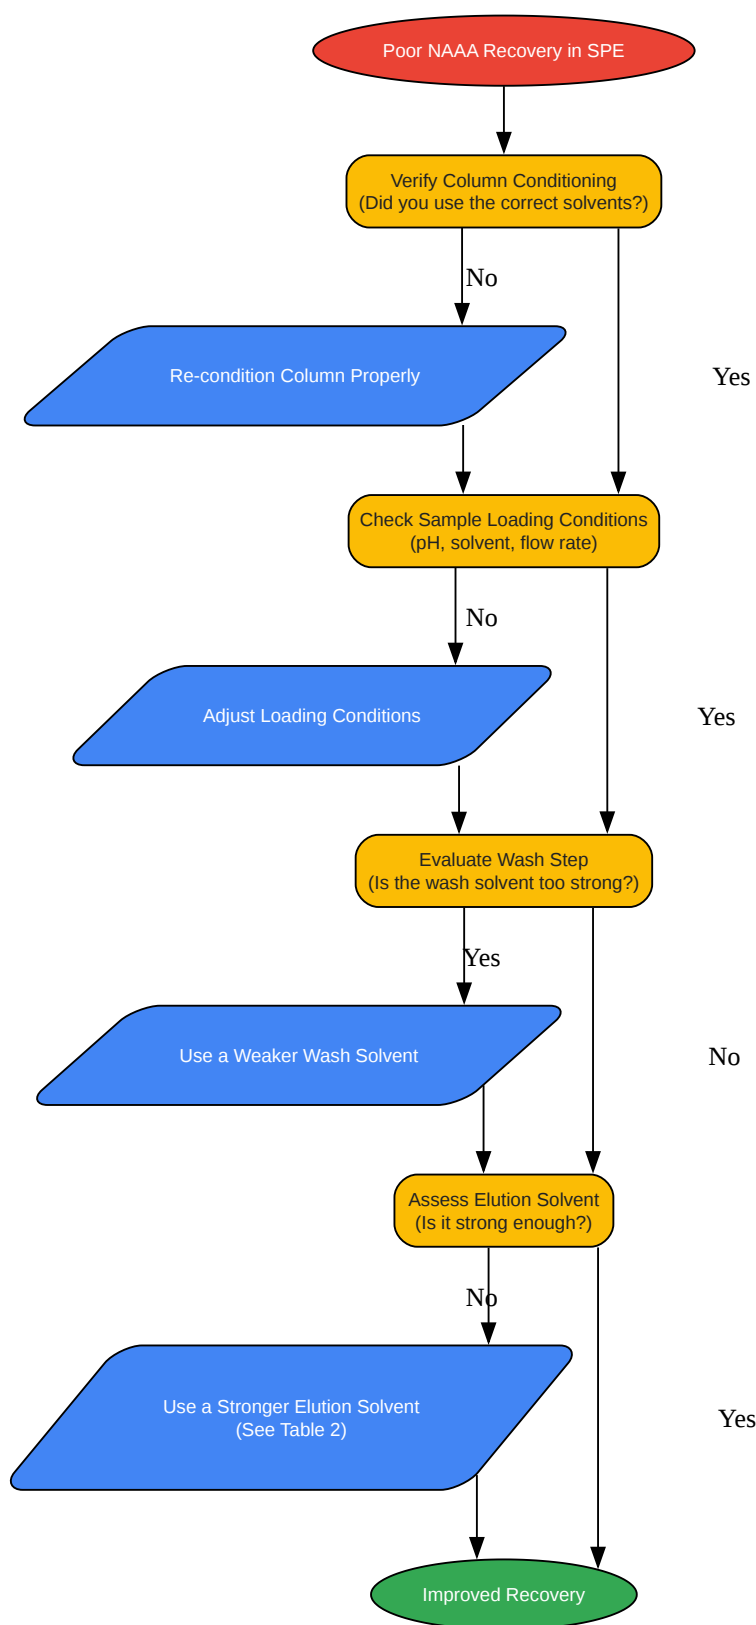 Poor NAAA Recovery in SPE
Verify Column Conditioning
(Did you use the correct solvents?)
No
Re-condition Column Properly
Yes
Check Sample Loading Conditions
(pH, solvent, flow rate)
No
Adjust Loading Conditions
Yes
Evaluate Wash Step
(Is the wash solvent too strong?)
Yes
Use a Weaker Wash Solvent
No
Assess Elution Solvent
(Is it strong enough?)
No
Use a Stronger Elution Solvent
(See Table 2)
Yes
Improved Recovery